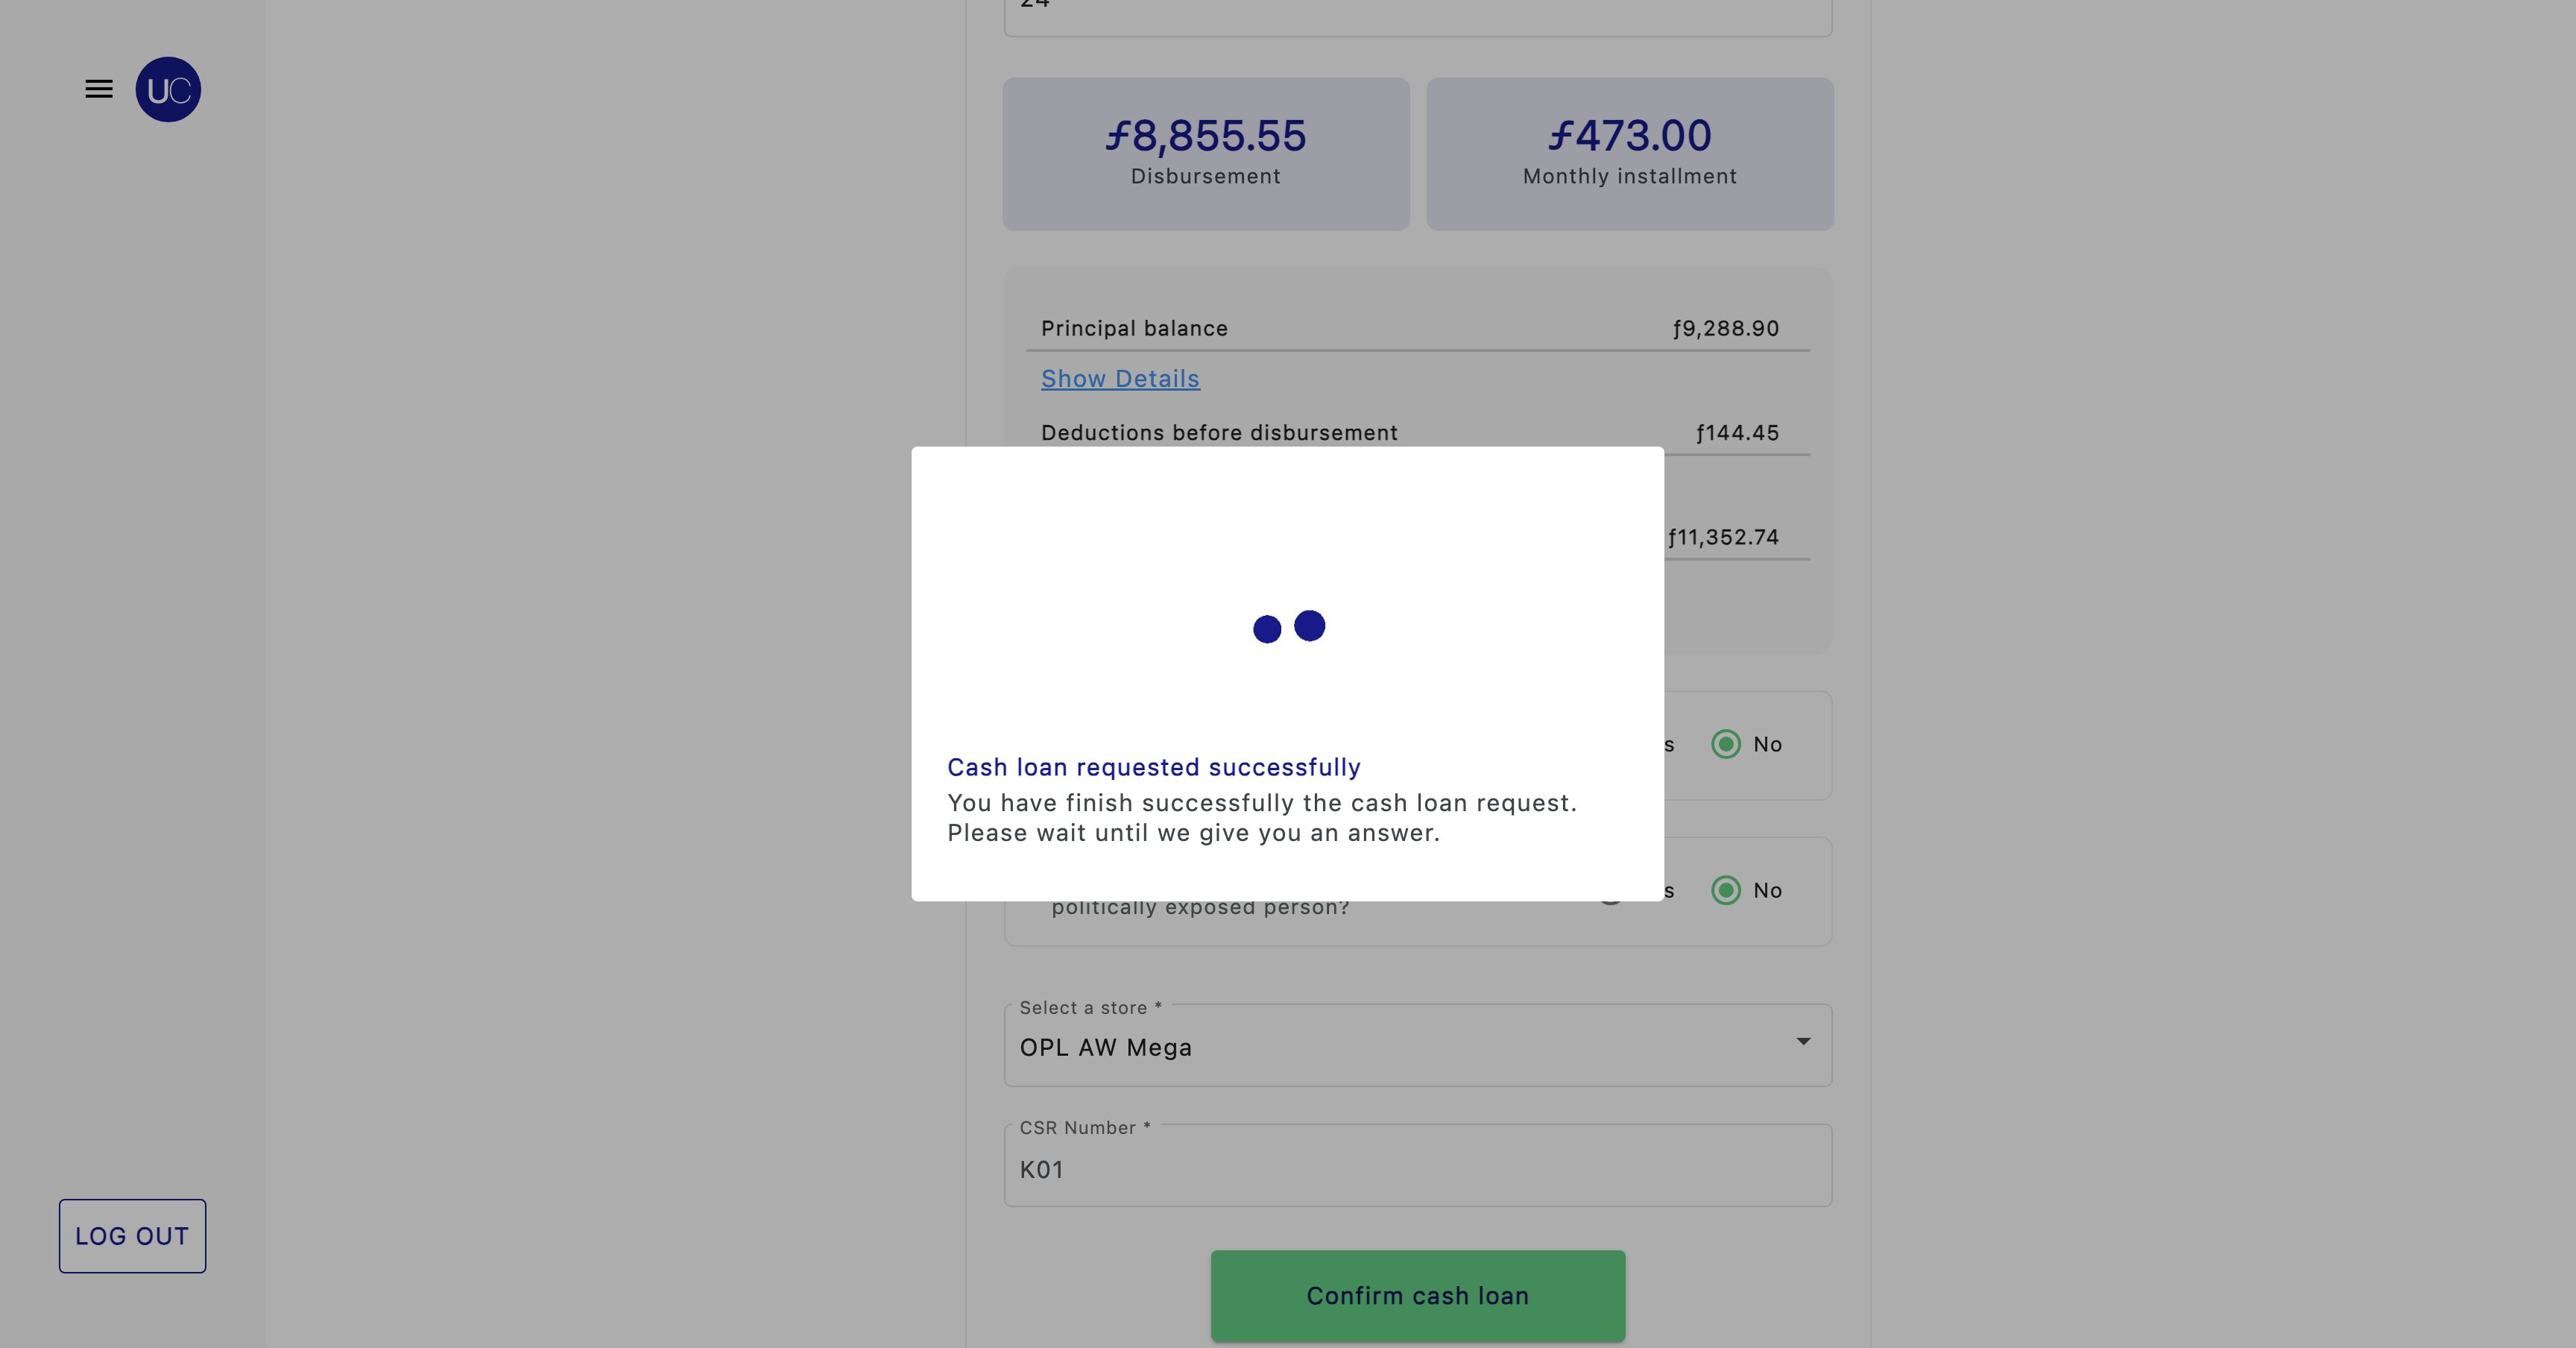 24
UC
ƒ8,855.55
Disbursement
ƒ473.00
Monthly installment
Principal balance ƒ9,288.90
Show Details
Deductions before disbursement ƒ144.45
ƒ11,352.74
Cash loan requested successfully
You have finish successfully the cash loan request.
Please wait until we give you an answer.
s No
politically exposed person? s No
Select a store *
OPL AW Mega
CSR Number *
K01
LOG OUT
Confirm cash loan